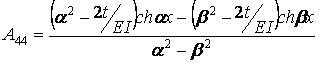 A₄₄ = ((α² − 2t/EI)chαx − (β² − 2t/EI)chβx) / (α² − β²)